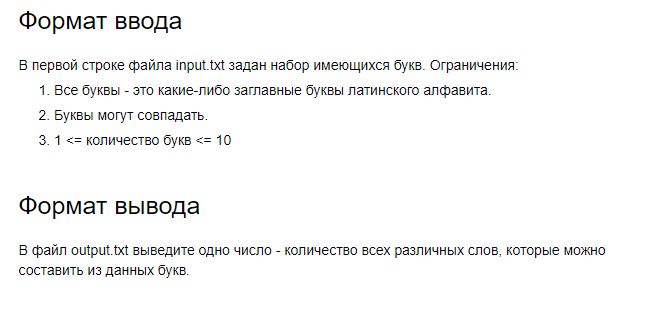 Формат ввода
В первой строке файла input.txt задан набор имеющихся букв. Ограничения:
1. Все буквы - это какие-либо заглавные буквы латинского алфавита.
2. Буквы могут совпадать.
3. 1 <= количество букв <= 10
Формат вывода
В файл output.txt выведите одно число - количество всех различных слов, которые можно
составить из данных букв.